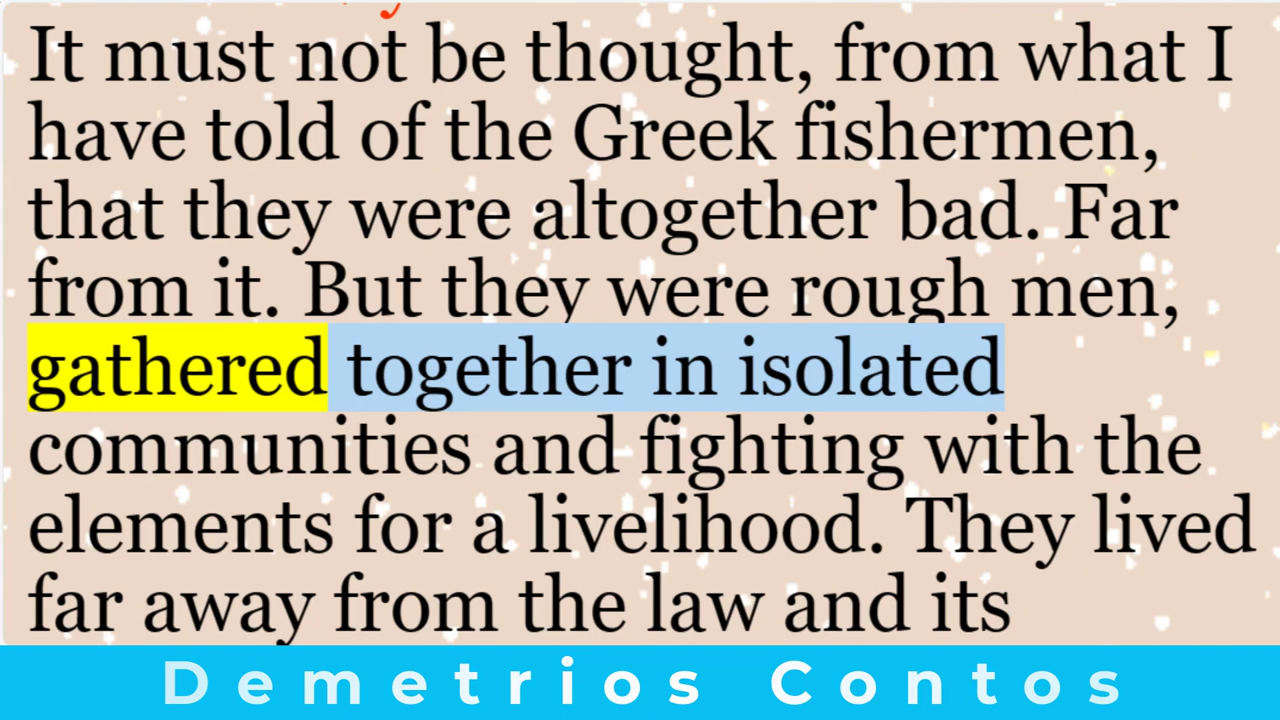 It must not be thought, from what I
have told of the Greek fishermen,
that they were altogether bad. Far
from it. But they were rough men,
gathered together in isolated
communities and fighting with the
elements for a livelihood. They lived
far away from the law and its
Demetrios Contos